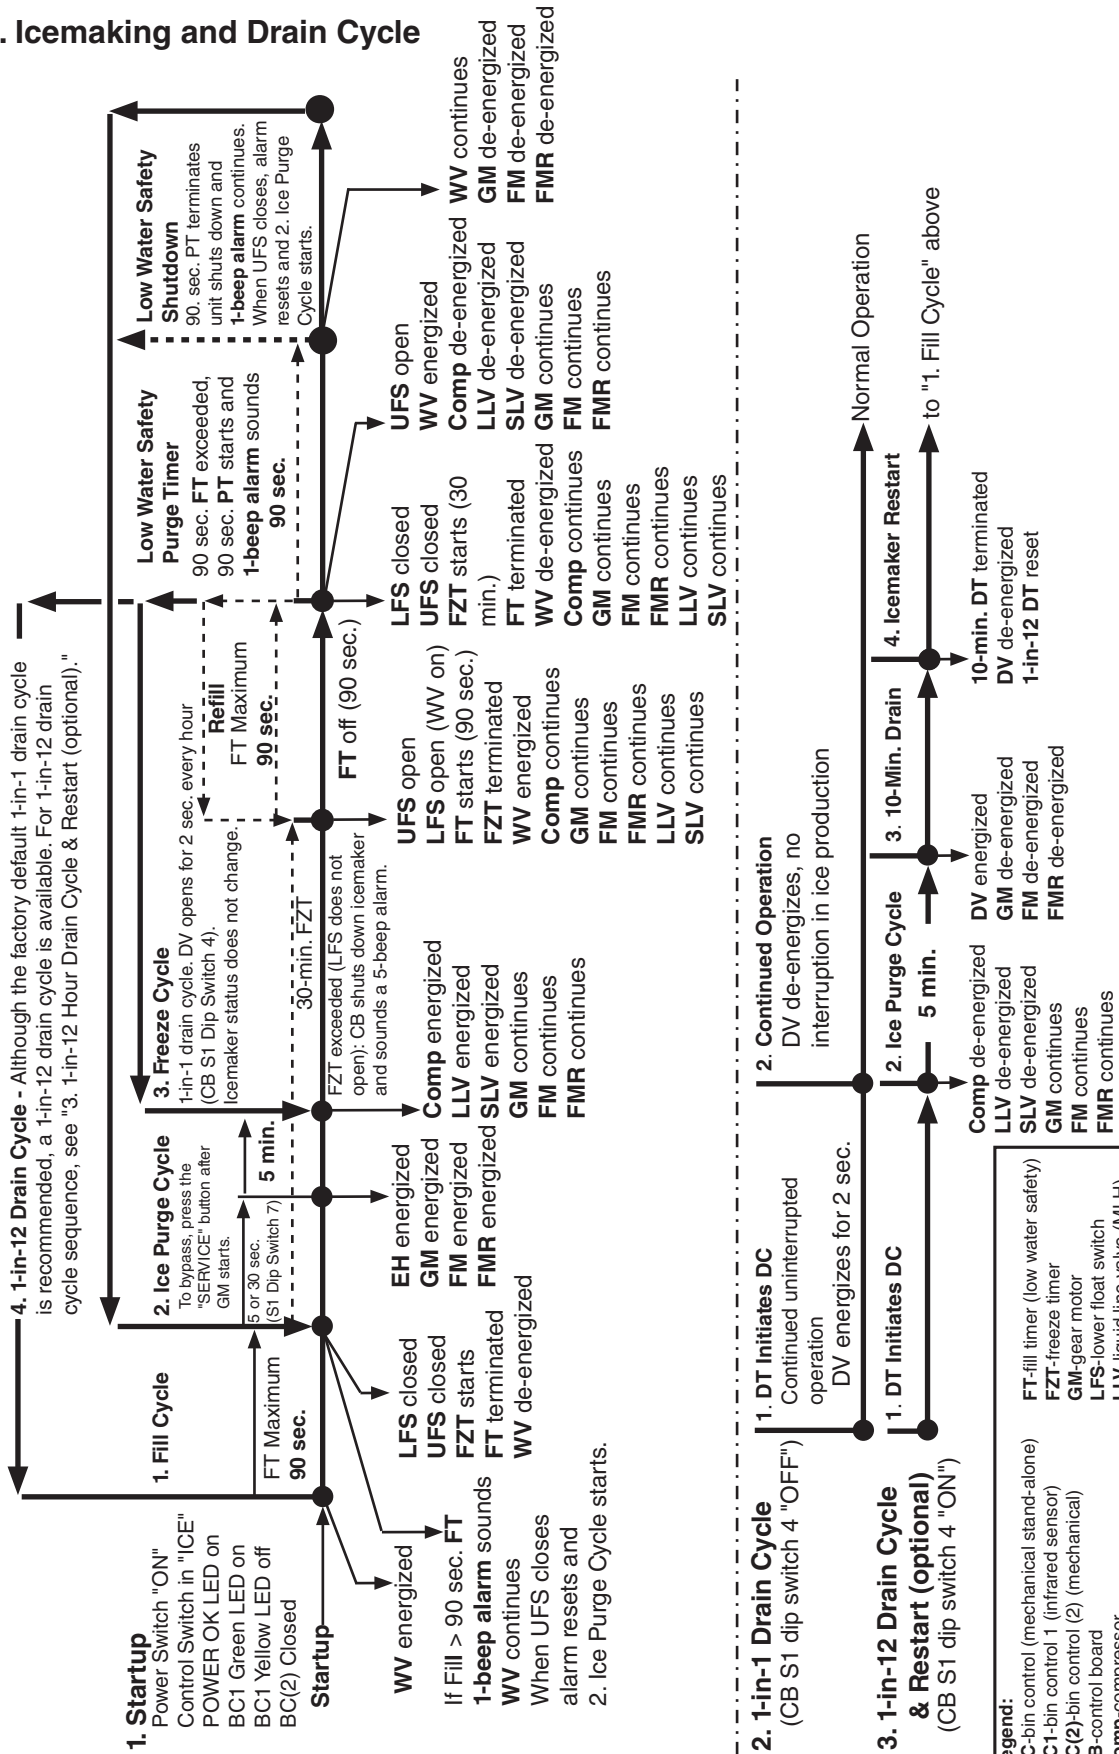 . Icemaking and Drain Cycle
4. 1-in-12 Drain Cycle - Although the factory default 1-in-1 drain cycle
is recommended, a 1-in-12 drain cycle is available. For 1-in-12 drain
cycle sequence, see "3. 1-in-12 Hour Drain Cycle & Restart (optional)."
1. Startup
Power Switch "ON"
Control Switch in "ICE"
POWER OK LED on
BC1 Green LED on
BC1 Yellow LED off
BC(2) Closed
Startup
1. Fill Cycle
FT Maximum
90 sec.
2. Ice Purge Cycle
To bypass, press the
"SERVICE" button after
GM starts.
5 or 30 sec.
(S1 Dip Switch 7)
5 min.
3. Freeze Cycle
1-in-1 drain cycle. DV opens for 2 sec. every hour
(CB S1 Dip Switch 4).
Icemaker status does not change.
30-min. FZT
FZT exceeded (LFS does not
open): CB shuts down icemaker
and sounds a 5-beep alarm.
Refill
FT Maximum
90 sec.
FT off (90 sec.)
Low Water Safety
Purge Timer
90 sec. FT exceeded,
90 sec. PT starts and
1-beep alarm sounds
90 sec.
Low Water Safety
Shutdown
90. sec. PT terminates
unit shuts down and
1-beep alarm continues.
When UFS closes, alarm
resets and 2. Ice Purge
Cycle starts.
WV energized
If Fill > 90 sec. FT
1-beep alarm sounds
WV continues
When UFS closes
alarm resets and
2. Ice Purge Cycle starts.
LFS closed
UFS closed
FZT starts
FT terminated
WV de-energized
EH energized
GM energized
FM energized
FMR energized
Comp energized
LLV energized
SLV energized
GM continues
FM continues
FMR continues
UFS open
LFS open (WV on)
FT starts (90 sec.)
FZT terminated
WV energized
Comp continues
GM continues
FM continues
FMR continues
LLV continues
SLV continues
LFS closed
UFS closed
FZT starts (30
min.)
FT terminated
WV de-energized
Comp continues
GM continues
FM continues
FMR continues
LLV continues
SLV continues
UFS open
WV energized
Comp de-energized
LLV de-energized
SLV de-energized
GM continues
FM continues
FMR continues
WV continues
GM de-energized
FM de-energized
FMR de-energized
2. 1-in-1 Drain Cycle
(CB S1 dip switch 4 "OFF")
1. DT Initiates DC
Continued uninterrupted
operation
DV energizes for 2 sec.
2. Continued Operation
DV de-energizes, no
interruption in ice production
Normal Operation
3. 1-in-12 Drain Cycle
& Restart (optional)
(CB S1 dip switch 4 "ON")
1. DT Initiates DC
2. Ice Purge Cycle
5 min.
3. 10-Min. Drain
4. Icemaker Restart
to "1. Fill Cycle" above
Comp de-energized
LLV de-energized
SLV de-energized
GM continues
FM continues
FMR continues
DV energized
GM de-energized
FM de-energized
FMR de-energized
10-min. DT terminated
DV de-energized
1-in-12 DT reset
egend:
C-bin control (mechanical stand-alone)
C1-bin control 1 (infrared sensor)
C(2)-bin control (2) (mechanical)
B-control board
omp-compressor
FT-fill timer (low water safety)
FZT-freeze timer
GM-gear motor
LFS-lower float switch
LLV-liquid line valve (MLH)